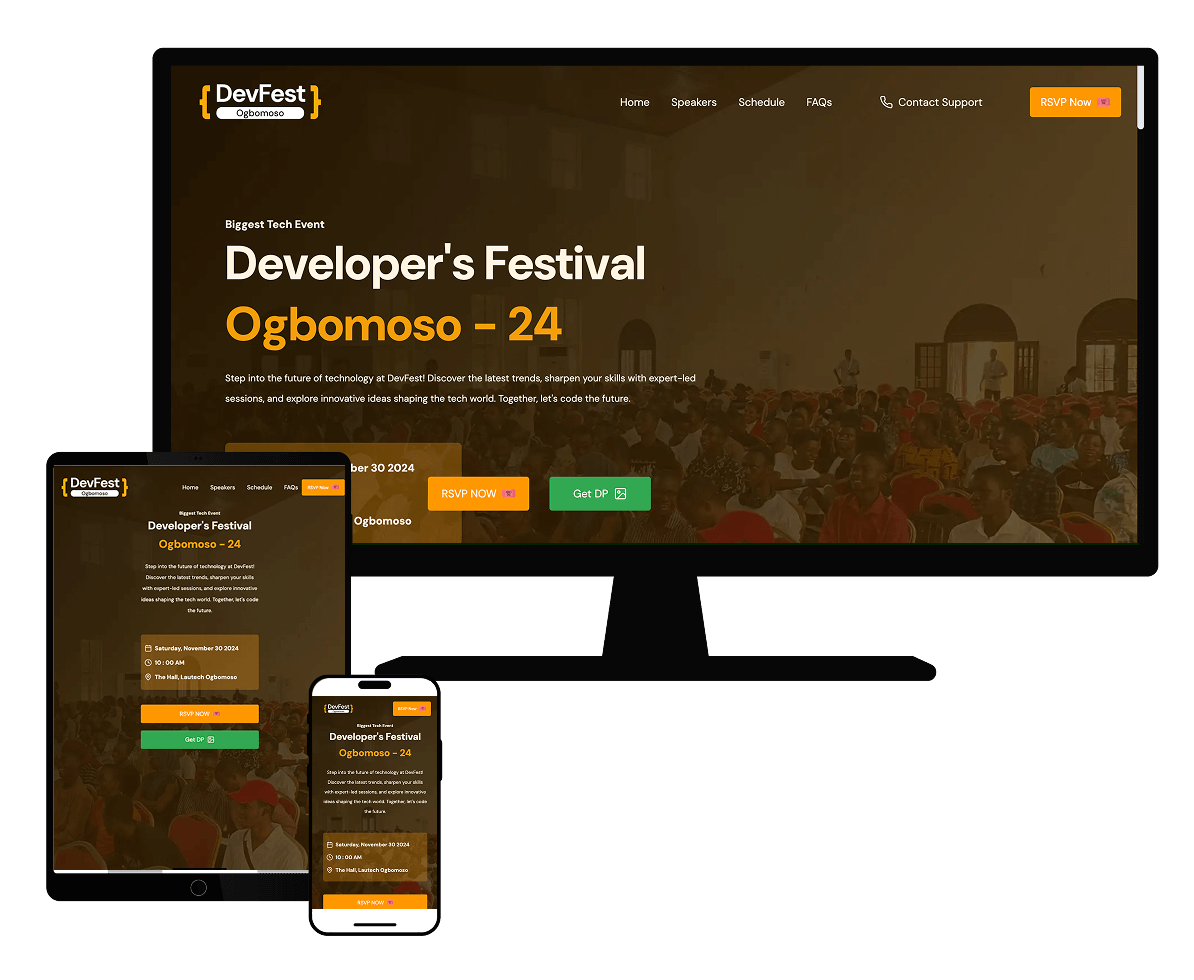 DevFest
Ogbomoso
Home Speakers Schedule FAQs Contact Support RSVP Now
Biggest Tech Event
Developer's Festival
Ogbomoso - 24
Step into the future of technology at DevFest! Discover the latest trends, sharpen your skills with expert-led
sessions, and explore innovative ideas shaping the tech world. Together, let's code the future.
ber 30 2024
RSVP NOW Get DP
Ogbomoso
DevFest
Ogbomoso
Home Speakers Schedule FAQs RSVP Now
Biggest Tech Event
Developer's Festival
Ogbomoso - 24
Step into the future of technology at DevFest!
Discover the latest trends, sharpen your skills
with expert-led sessions, and explore innovative
ideas shaping the tech world. Together, let's code
the future.
Saturday, November 30 2024
10 : 00 AM
The Hall, Lautech Ogbomoso
RSVP NOW
Get DP
DevFest
RSVP Now
Biggest Tech Event
Developer's Festival
Ogbomoso - 24
Step into the future of technology at DevFest!
Discover the latest trends, sharpen your skills
with expert-led sessions, and explore innovative
ideas shaping the tech world. Together, let's code
the future.
Saturday, November 30 2024
10 : 00 AM
The Hall, Lautech Ogbomoso
RSVP NOW